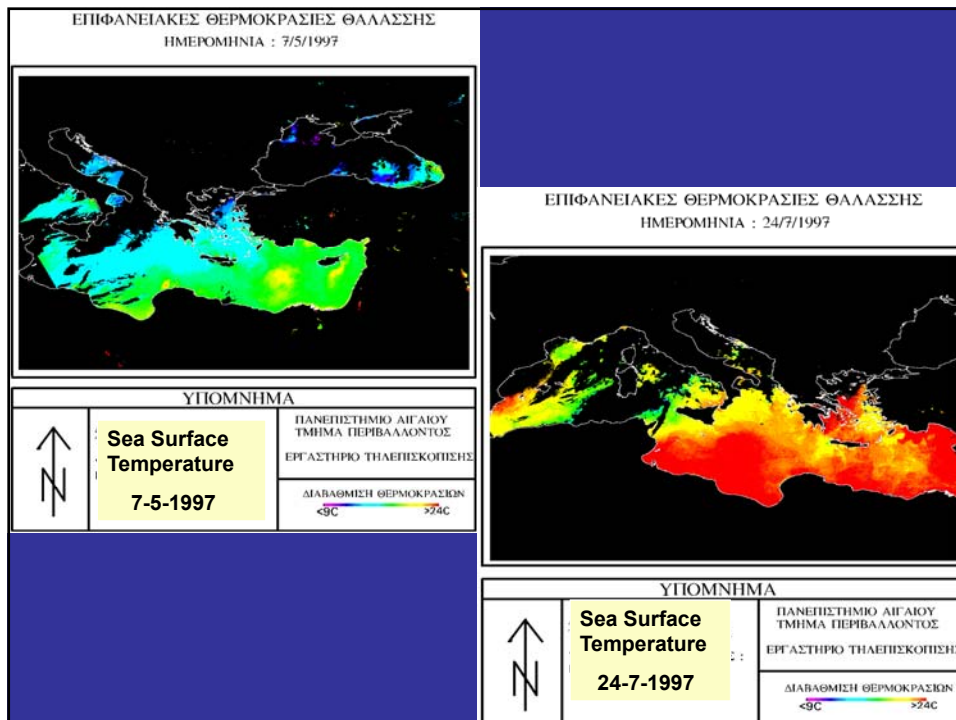 ΕΠΙΦΑΝΕΙΑΚΕΣ ΘΕΡΜΟΚΡΑΣΙΕΣ ΘΑΛΑΣΣΗΣ
ΗΜΕΡΟΜΗΝΙΑ : 7/5/1997
ΥΠΟΜΝΗΜΑ
N
Sea Surface
Temperature
7-5-1997
ΠΑΝΕΠΙΣΤΗΜΙΟ ΑΙΓΑΙΟΥ
ΤΜΗΜΑ ΠΕΡΙΒΑΛΛΟΝΤΟΣ
ΕΡΓΑΣΤΗΡΙΟ ΤΗΛΕΠΙΣΚΟΠΙΣΗΣ
ΔΙΑΒΑΘΜΙΣΗ ΘΕΡΜΟΚΡΑΣΙΩΝ
<9C >24C
ΕΠΙΦΑΝΕΙΑΚΕΣ ΘΕΡΜΟΚΡΑΣΙΕΣ ΘΑΛΑΣΣΗΣ
ΗΜΕΡΟΜΗΝΙΑ : 24/7/1997
ΥΠΟΜΝΗΜΑ
N
Sea Surface
Temperature
24-7-1997
ΠΑΝΕΠΙΣΤΗΜΙΟ ΑΙΓΑΙΟΥ
ΤΜΗΜΑ ΠΕΡΙΒΑΛΛΟΝΤΟΣ
ΕΡΓΑΣΤΗΡΙΟ ΤΗΛΕΠΙΣΚΟΠΙΣΗΣ
ΔΙΑΒΑΘΜΙΣΗ ΘΕΡΜΟΚΡΑΣΙΩΝ
<9C >24C